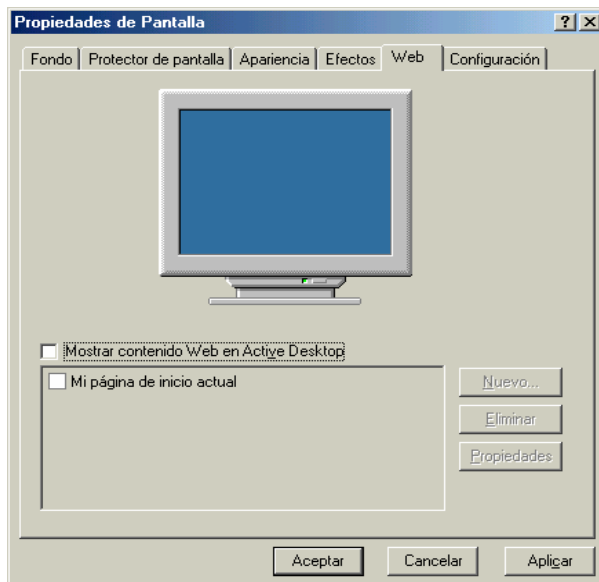 Propiedades de Pantalla
Fondo Protector de pantalla Apariencia Efectos Web Configuración
Mostrar contenido Web en Active Desktop
Mi página de inicio actual
Nuevo...
Eliminar
Propiedades
Aceptar Cancelar Aplicar